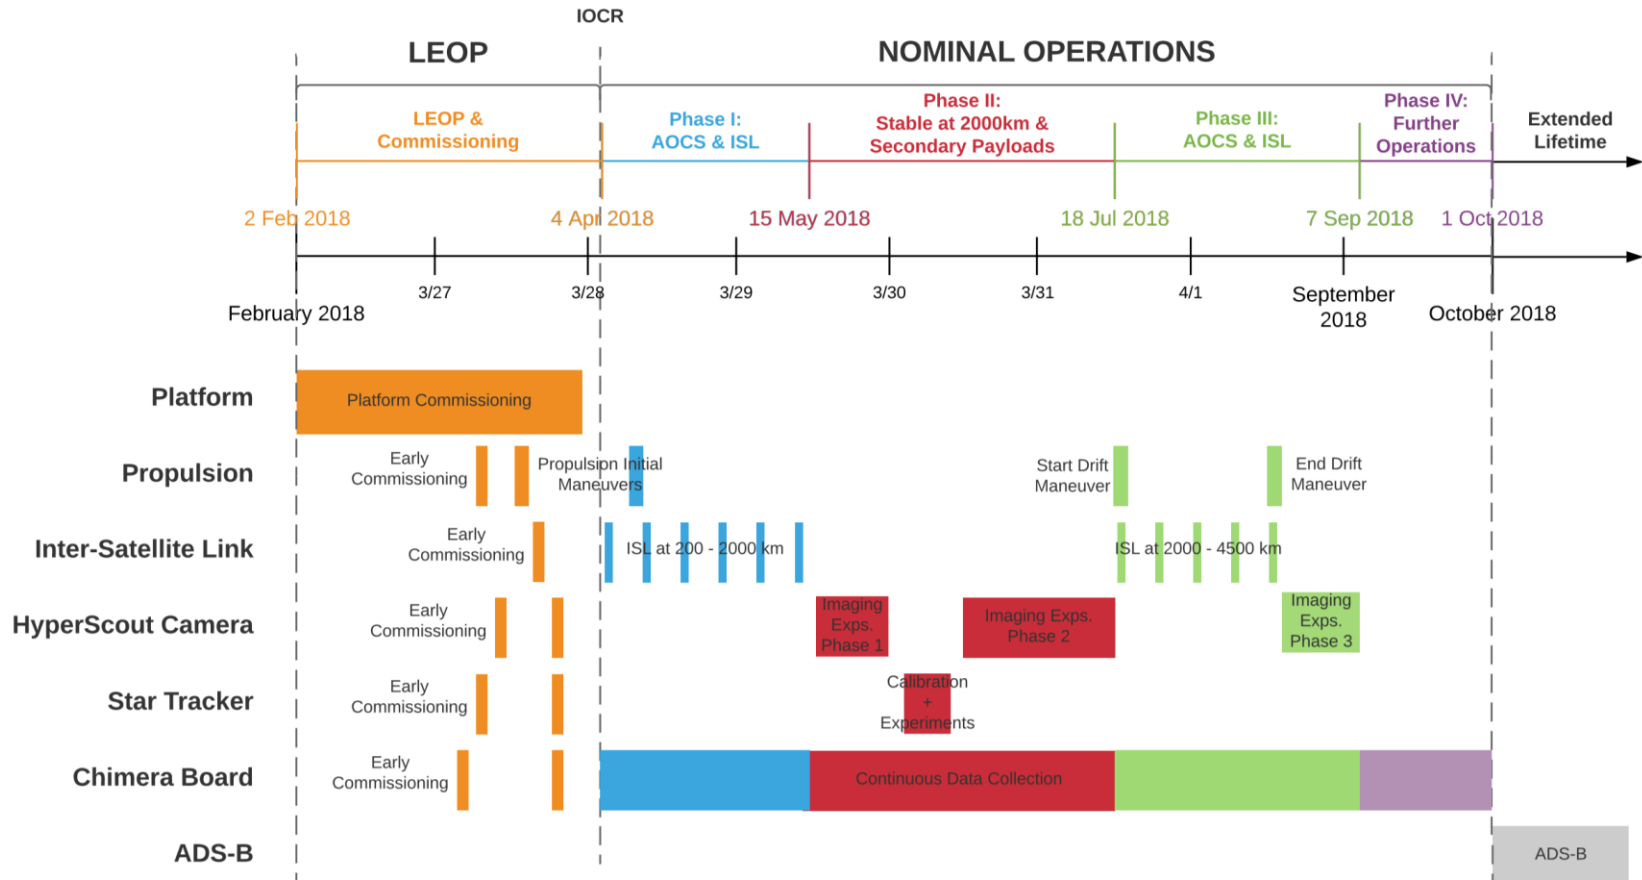 IOCR
LEOP
NOMINAL OPERATIONS
LEOP &
Commissioning
Phase I:
AOCS & ISL
Phase II:
Stable at 2000km &
Secondary Payloads
Phase III:
AOCS & ISL
Phase IV:
Further
Operations
Extended
Lifetime
2 Feb 2018
4 Apr 2018
15 May 2018
18 Jul 2018
7 Sep 2018
1 Oct 2018
February 2018
3/27
3/28
3/29
3/30
3/31
4/1
September
2018
October 2018
Platform
Platform Commissioning
Propulsion
Early
Commissioning
Propulsion Initial
Maneuvers
Start Drift
Maneuver
End Drift
Maneuver
Inter-Satellite Link
Early
Commissioning
ISL at 200 - 2000 km
ISL at 2000 - 4500 km
HyperScout Camera
Early
Commissioning
Imaging
Exps.
Phase 1
Imaging Exps.
Phase 2
Imaging
Exps.
Phase 3
Star Tracker
Early
Commissioning
Calibration
+
Experiments
Chimera Board
Early
Commissioning
Continuous Data Collection
ADS-B
ADS-B